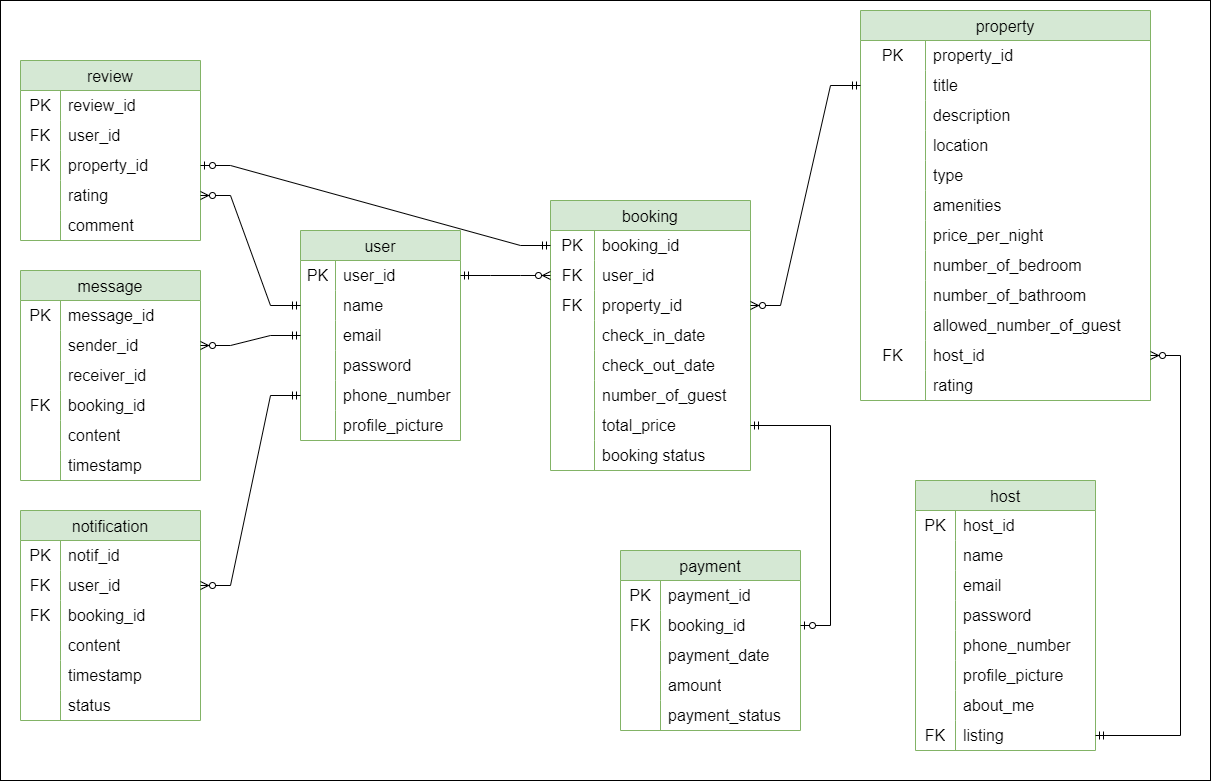 review
PK review_id
FK user_id
FK property_id
rating
comment
message
PK message_id
sender_id
receiver_id
FK booking_id
content
timestamp
notification
PK notif_id
FK user_id
FK booking_id
content
timestamp
status
user
PK user_id
name
email
password
phone_number
profile_picture
booking
PK booking_id
FK user_id
FK property_id
check_in_date
check_out_date
number_of_guest
total_price
booking status
payment
PK payment_id
FK booking_id
payment_date
amount
payment_status
property
PK property_id
title
description
location
type
amenities
price_per_night
number_of_bedroom
number_of_bathroom
allowed_number_of_guest
FK host_id
rating
host
PK host_id
name
email
password
phone_number
profile_picture
about_me
FK listing